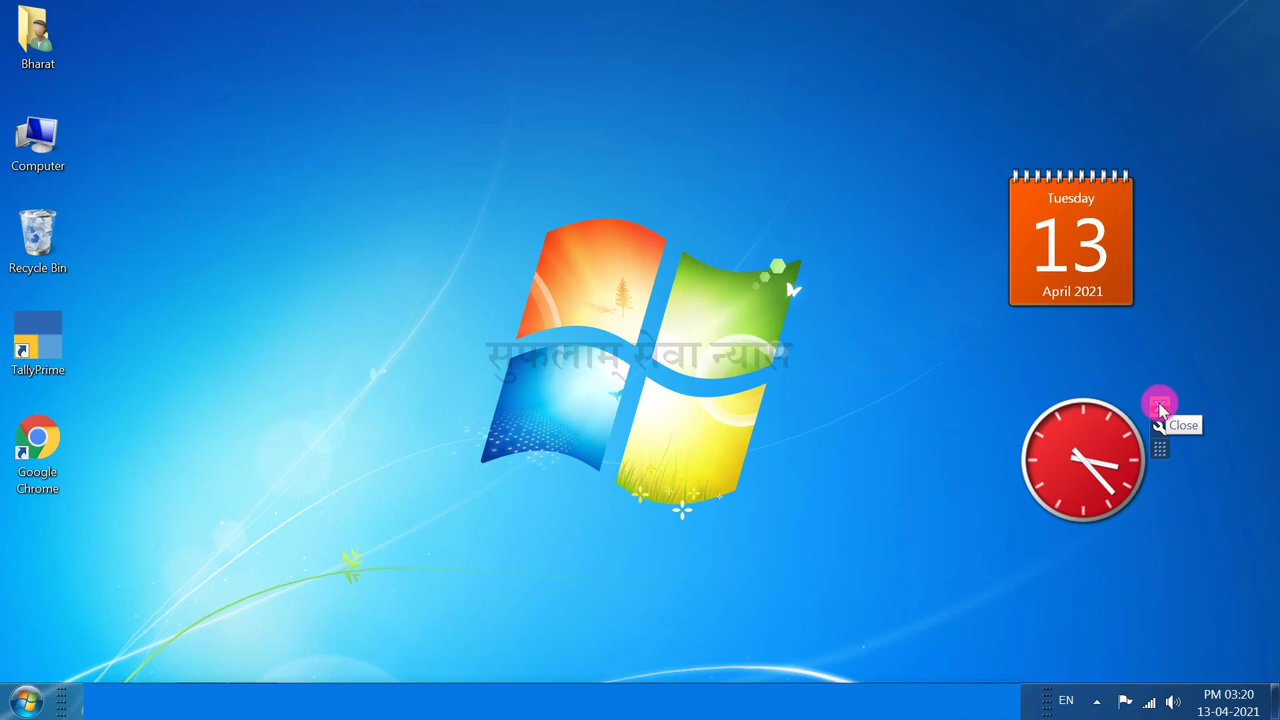 Bharat
Computer
Recycle Bin
TallyPrime
Google
Chrome
सुफलाम् सेवा न्यास
Tuesday
13
April 2021
Close
EN
PM 03:20
13-04-2021